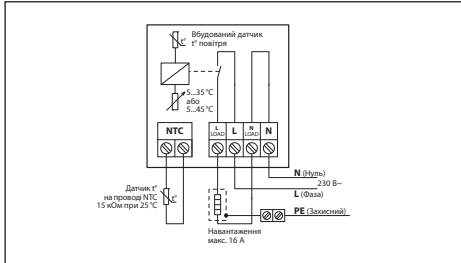 Вбудований датчик
t° повітря
t°
5...35 °C
або
5...45 °C
NTC
L
LOAD
L
N
LOAD
N
N (Нуль)
230 В~
L (Фаза)
PE (Захисний)
Датчик t°
на проводі NTC
15 кОм при 25 °C
t°
Навантаження
макс. 16 А